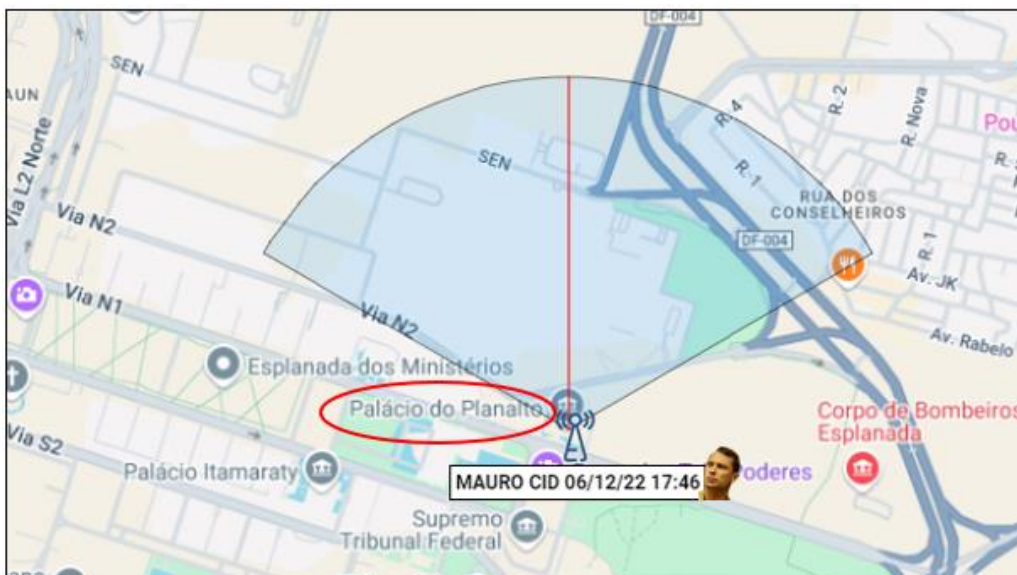 DF-004
SEN
AUN
R. 2
R. Nova
R. 4
Pou
Via L2 Norte
SEN
R. 1
RUA DOS
CONSELHEIROS
Via N2
DF-004
R. 1
Via N1
Via N2
Av. JK
Av. Rabelo
Esplanada dos Ministérios
Palácio do Planalto
Corpo de Bombeiros
Esplanada
Via S2
Palácio Itamaraty
Poderes
MAURO CID 06/12/22 17:46
Supremo
Tribunal Federal